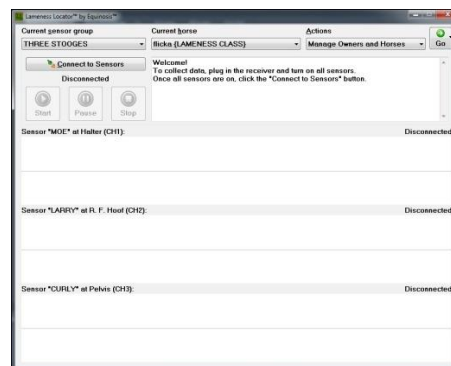 Lameness Locator™ by Equinosis™
Current sensor group
Current horse
Actions
THREE STOOGES
flicka {LAMENESS CLASS}
Manage Owners and Horses
Go
Connect to Sensors
Disconnected
Start
Pause
Stop
Welcome!
To collect data, plug in the receiver and turn on all sensors.
Once all sensors are on, click the "Connect to Sensors" button.
Sensor "MOE" at Halter (CH1):
Disconnected
Sensor "LARRY" at R. F. Hoof (CH2):
Disconnected
Sensor "CURLY" at Pelvis (CH3):
Disconnected